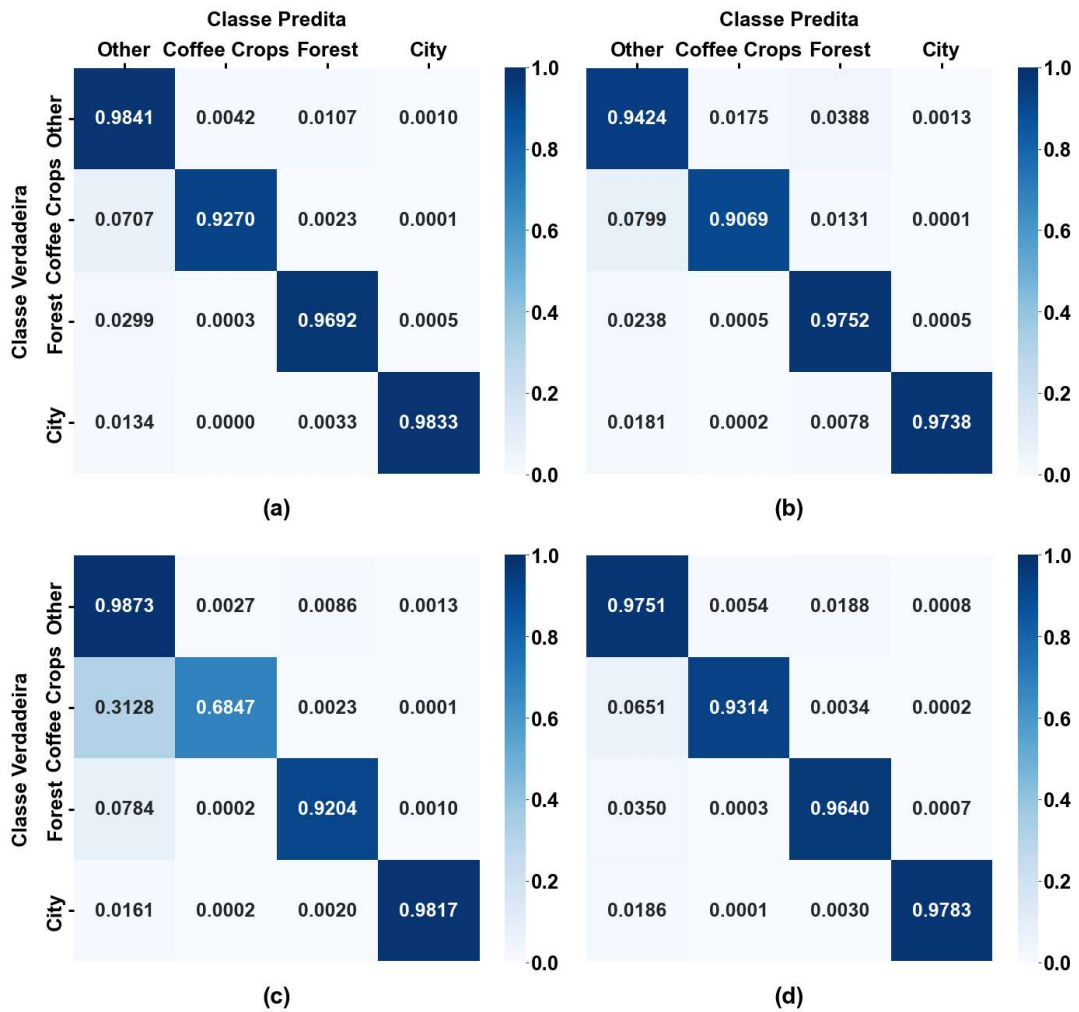 Classe Predita
Other Coffee Crops Forest City
Classe Verdadeira
Other
Coffee Crops
Forest
City
0.9841 0.0042 0.0107 0.0010
0.0707 0.9270 0.0023 0.0001
0.0299 0.0003 0.9692 0.0005
0.0134 0.0000 0.0033 0.9833
1.0
0.8
0.6
0.4
0.2
0.0
(a)
Classe Predita
Other Coffee Crops Forest City
0.9424 0.0175 0.0388 0.0013
0.0799 0.9069 0.0131 0.0001
0.0238 0.0005 0.9752 0.0005
0.0181 0.0002 0.0078 0.9738
1.0
0.8
0.6
0.4
0.2
0.0
(b)
Classe Verdadeira
Other
Coffee Crops
Forest
City
0.9873 0.0027 0.0086 0.0013
0.3128 0.6847 0.0023 0.0001
0.0784 0.0002 0.9204 0.0010
0.0161 0.0002 0.0020 0.9817
1.0
0.8
0.6
0.4
0.2
0.0
(c)
0.9751 0.0054 0.0188 0.0008
0.0651 0.9314 0.0034 0.0002
0.0350 0.0003 0.9640 0.0007
0.0186 0.0001 0.0030 0.9783
1.0
0.8
0.6
0.4
0.2
0.0
(d)